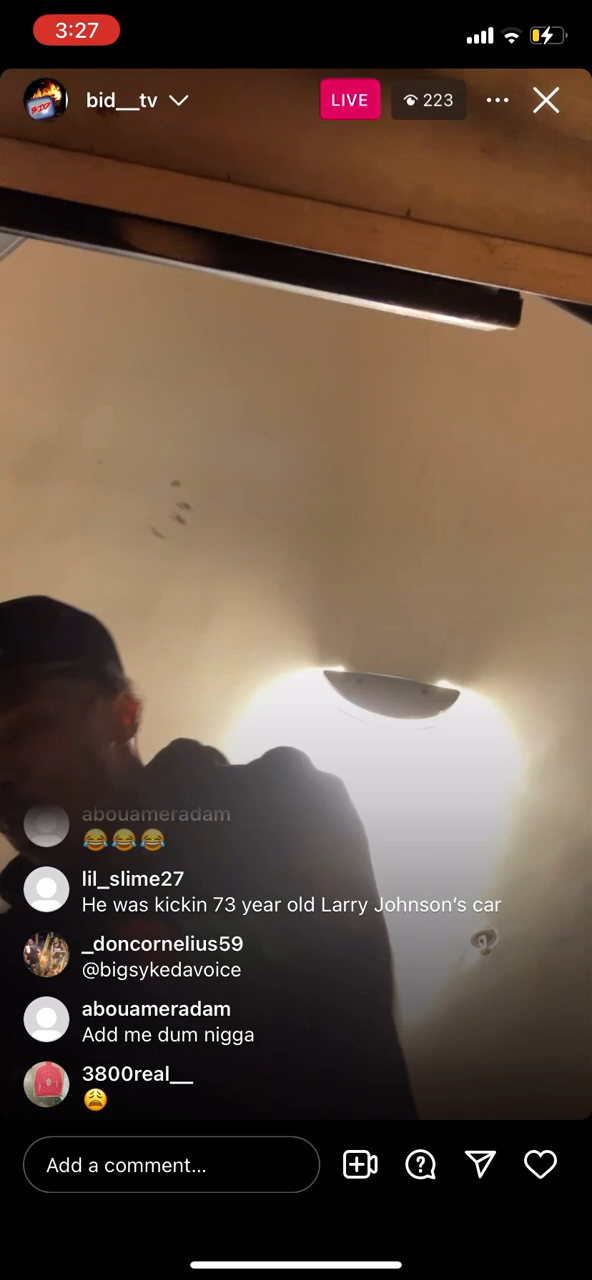 3:27
bid__tv
LIVE
223
abouameradam
😂😂😂
lil_slime27
He was kickin 73 year old Larry Johnson’s car
_doncornelius59
@bigsykedavoice
abouameradam
Add me dum nigga
3800real__
😩
Add a comment...